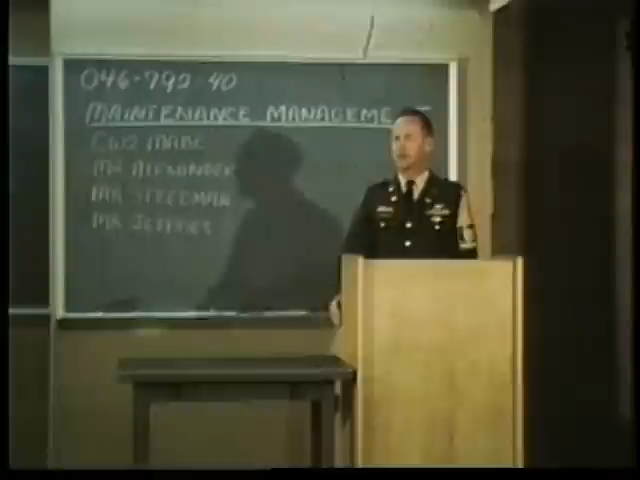 046-792-40
MAINTENANCE MANAGEME T
CW2 MABE
MR ALEXANDER
MR STEEDMAN
MR JEFFRIES